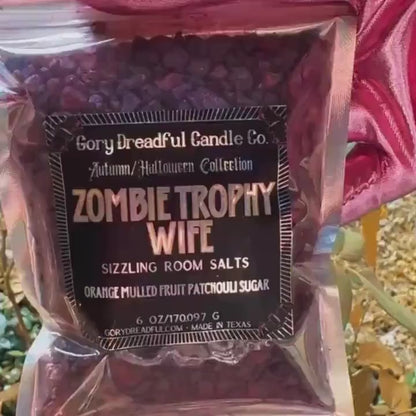 Gory Dreadful Candle Co.
Autumn/Halloween Collection
ZOMBIE TROPHY
WIFE
SIZZLING ROOM SALTS
ORANGE MULLED FRUIT PATCHOULI SUGAR
6 OZ/170.097 G
GORYDREADFUL.COM · MADE IN TEXAS